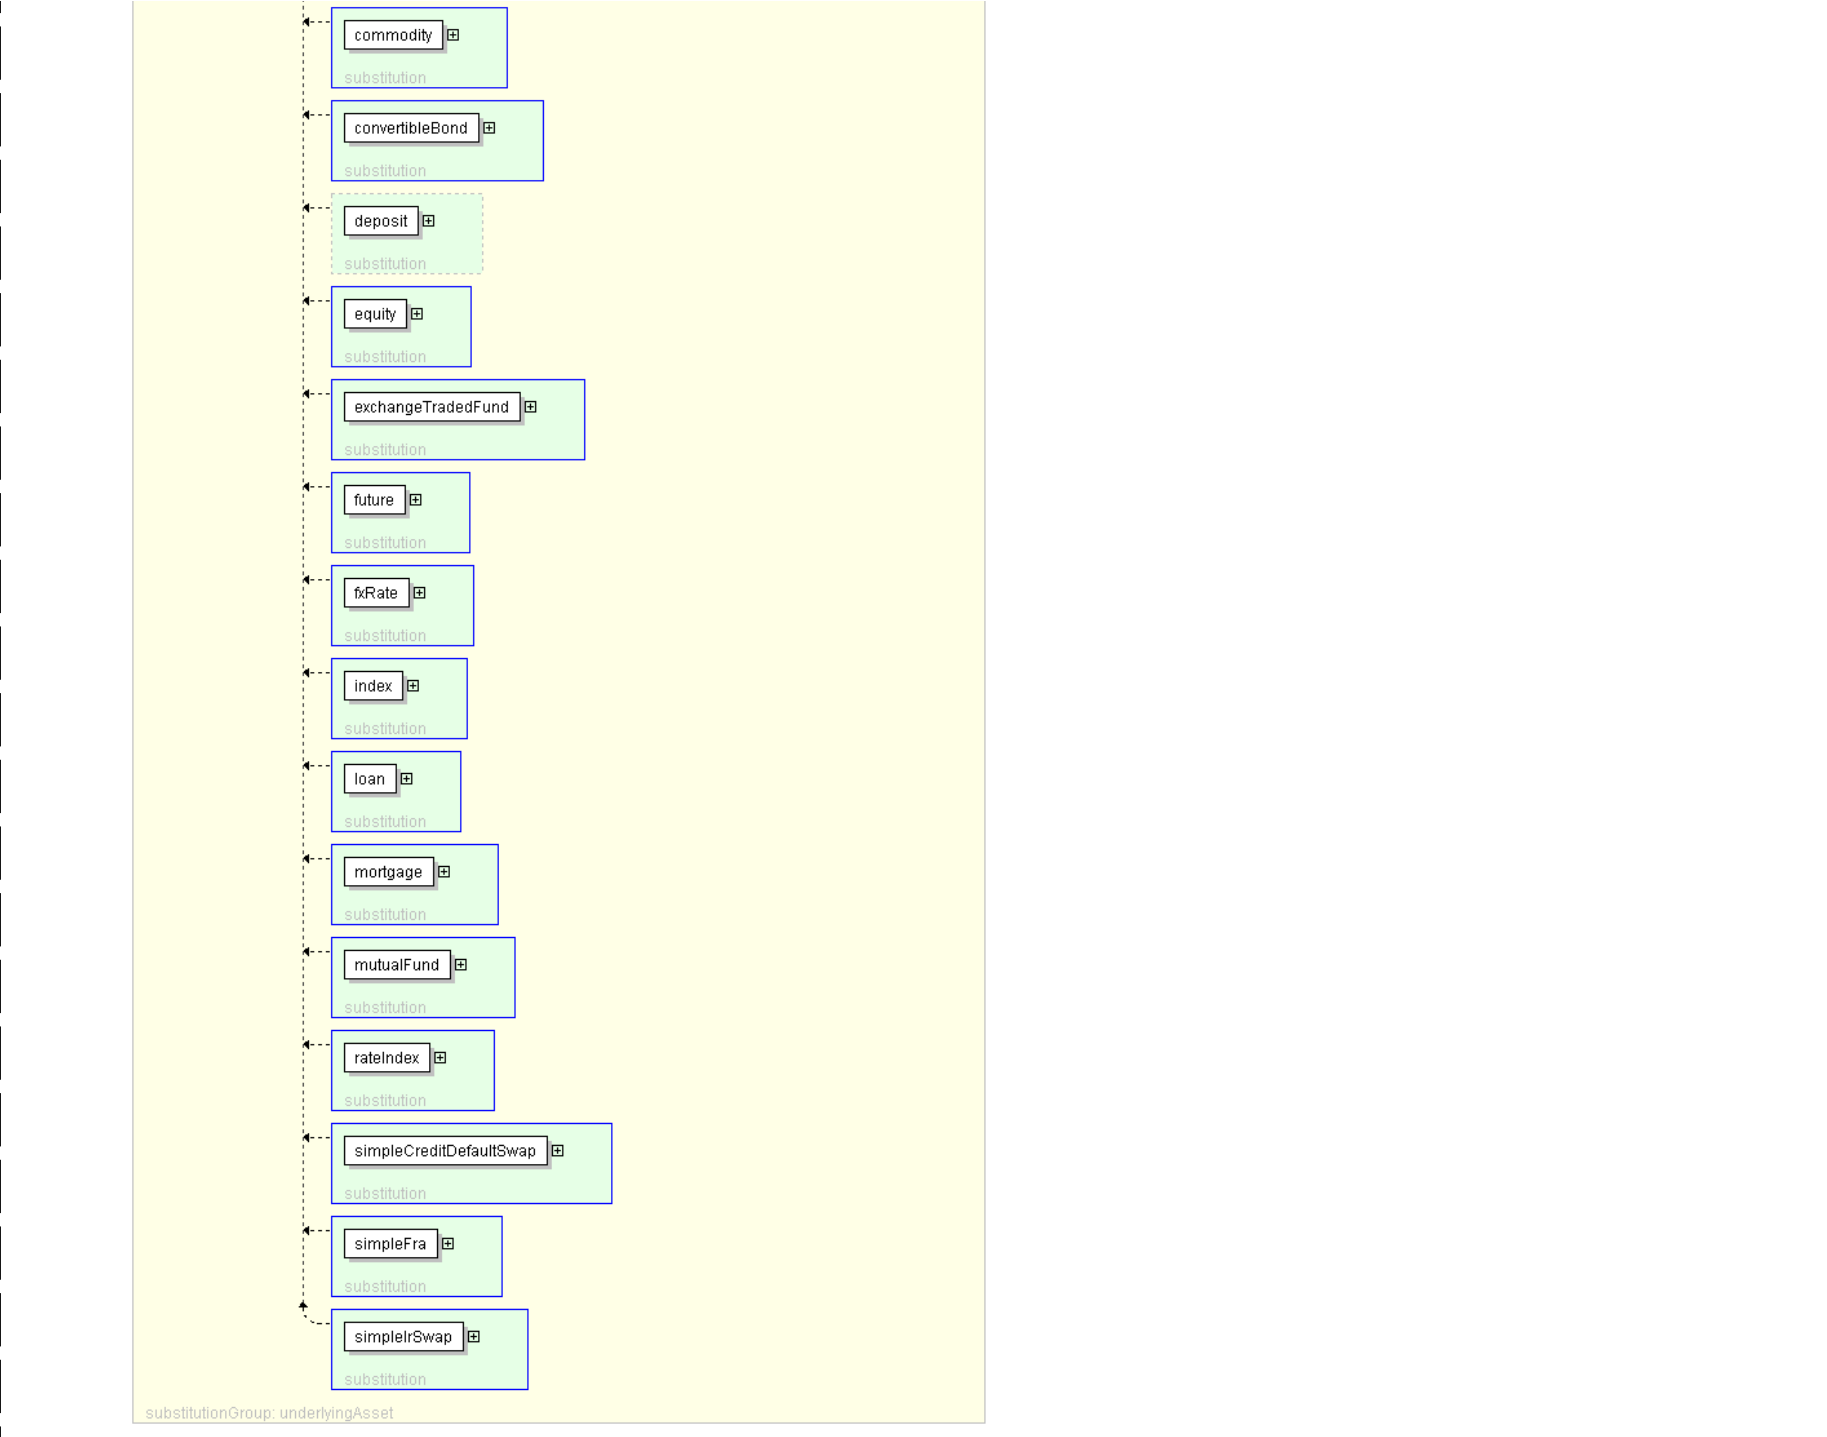 commodity
substitution
convertibleBond
substitution
deposit
substitution
equity
substitution
exchangeTradedFund
substitution
future
substitution
fxRate
substitution
index
substitution
loan
substitution
mortgage
substitution
mutualFund
substitution
rateIndex
substitution
simpleCreditDefaultSwap
substitution
simpleFra
substitution
simpleIrSwap
substitution
substitutionGroup: underlyingAsset